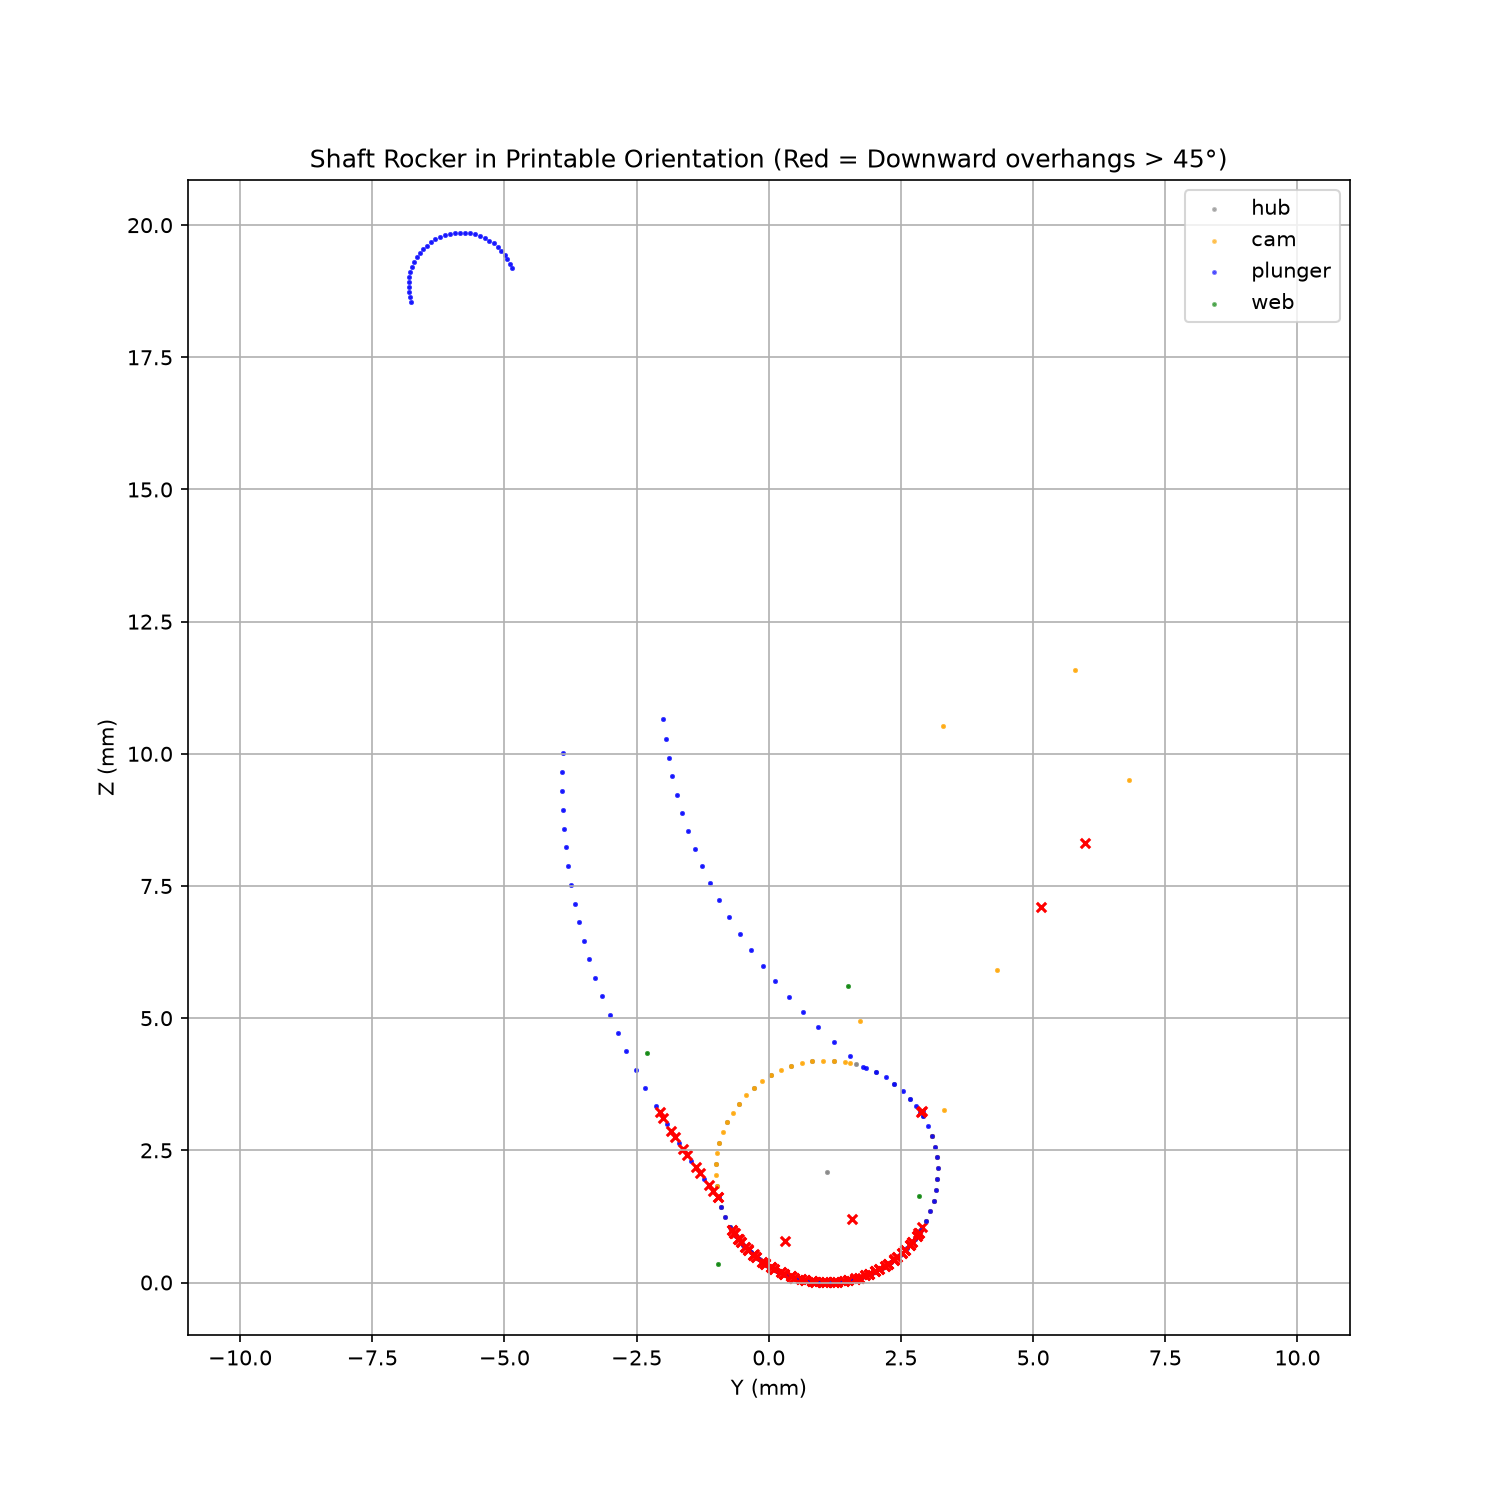 Shaft Rocker in Printable Orientation (Red = Downward overhangs > 45°)
hub
cam
plunger
web
20.0
17.5
15.0
12.5
10.0
7.5
5.0
2.5
0.0
Z (mm)
−10.0 −7.5 −5.0 −2.5 0.0 2.5 5.0 7.5 10.0
Y (mm)